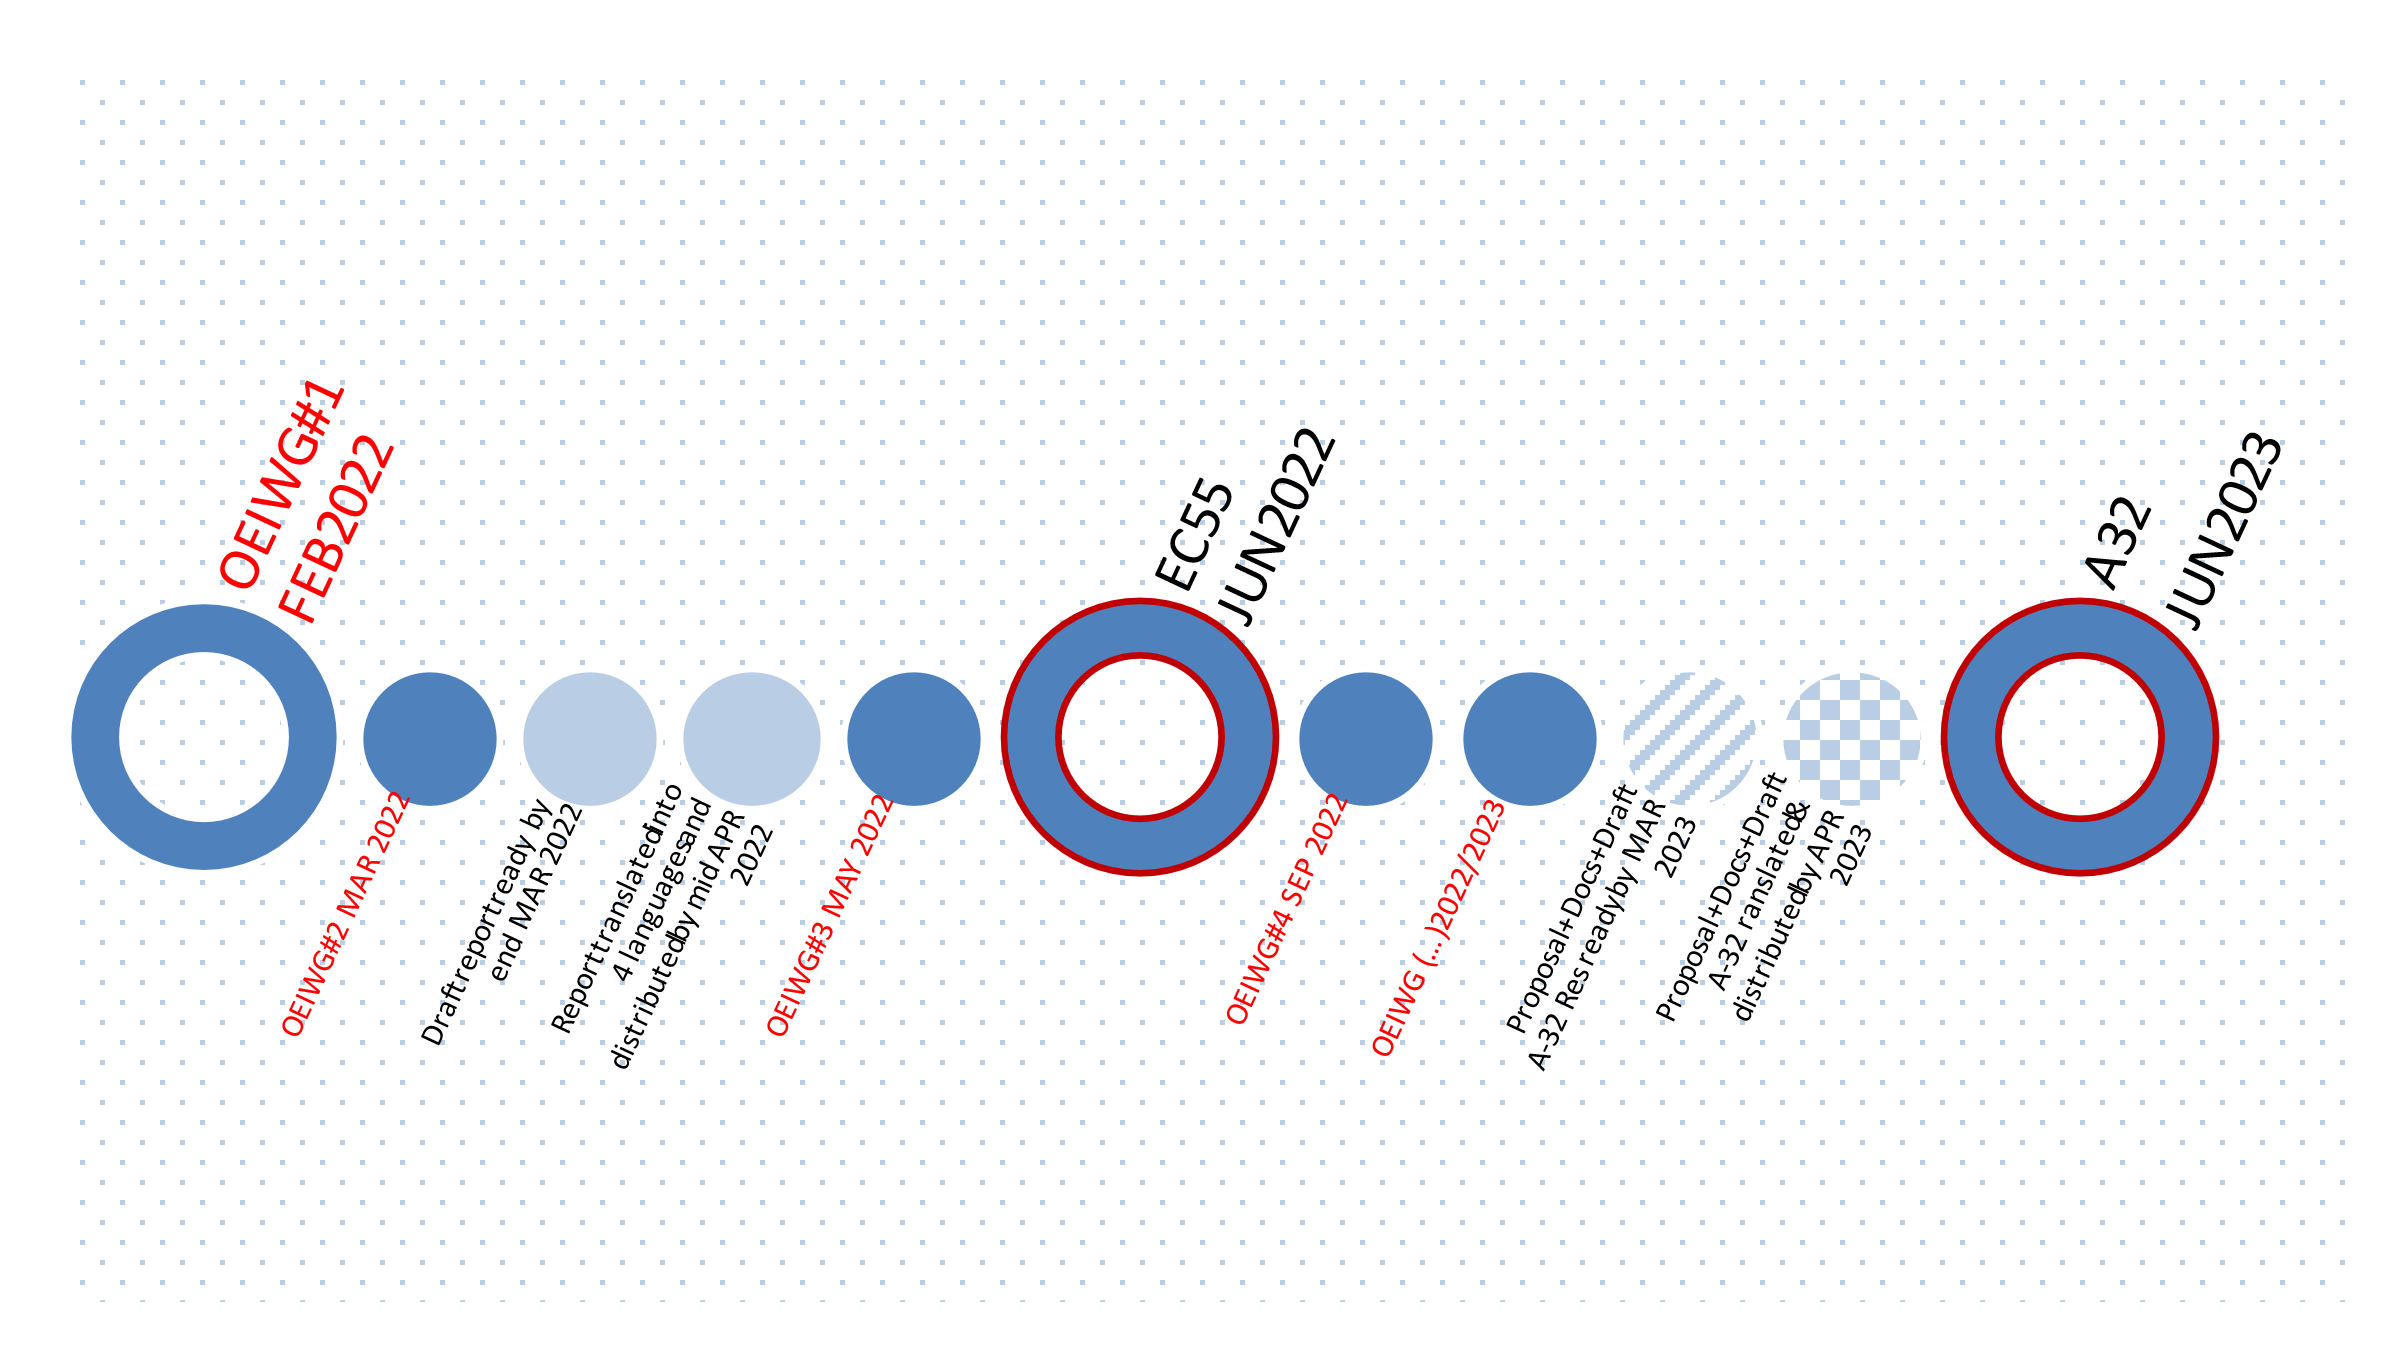 OEIWG#1
FEB2022
OEIWG#2 MAR 2022
Draft report ready by
end MAR 2022
Report translated into
4 languages and
distributed by mid APR
2022
OEIWG#3 MAY 2022
EC55
JUN2022
OEIWG#4 SEP 2022
OEIWG (...)2022/2023
Proposal+Docs+Draft
A-32 Res ready by MAR
2023
Proposal+Docs+Draft
A-32 ranslated &
distributed by APR
2023
A32
JUN2023